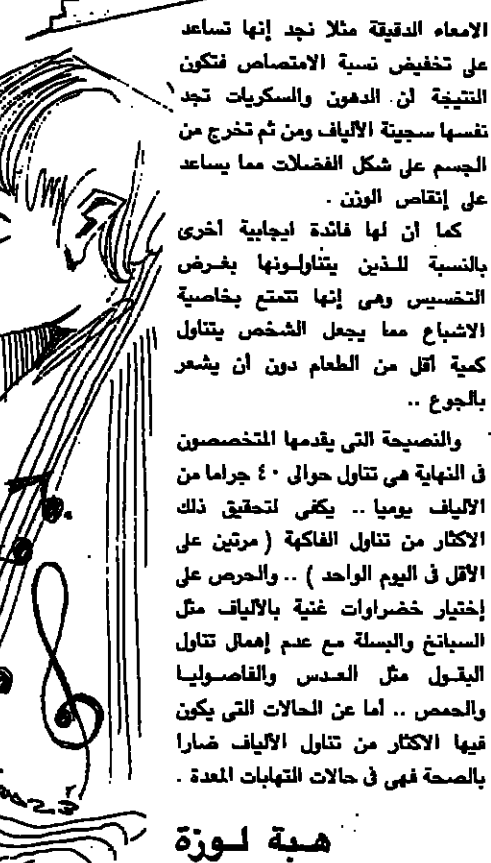 الامعاء الدقيقة مثلا نجد إنها تساعد
على تخفيض نسبة الامتصاص فتكون
النتيجة أن الدهون والسكريات تجد
نفسها سجينة الألياف ومن ثم تخرج من
الجسم على شكل الفضلات مما يساعد
على إنقاص الوزن .
كما أن لها فائدة ايجابية أخرى
بالنسبة للذين يتناولونها بغرض
التخسيس وهى إنها تتمتع بخاصية
الاشباع مما يجعل الشخص يتناول
كمية أقل من الطعام دون أن يشعر
بالجوع ..
والنصيحة التى يقدمها المتخصصون
فى النهاية هى تناول حوالى ٤٠ جراما من
الألياف يوميا .. يكفى لتحقيق ذلك
الاكثار من تناول الفاكهة ( مرتين على
الأقل فى اليوم الواحد ) .. والحرص على
إختيار خضراوات غنية بالألياف مثل
السبانخ والبسلة مع عدم إهمال تناول
البقول مثل العدس والفاصوليا
والحمص .. أما عن الحالات التى يكون
فيها الاكثار من تناول الألياف ضارا
بالصحة فهى فى حالات التهابات المعدة .
هبة لوزة